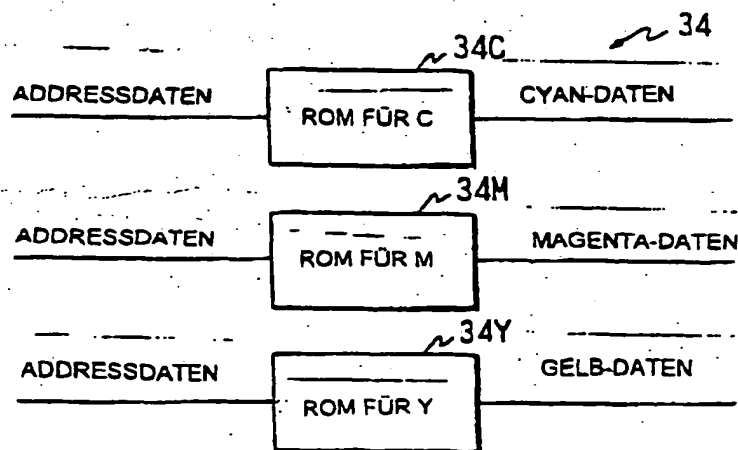 34
34C
ADDRESSDATEN
ROM FÜR C
CYAN-DATEN
34M
ADDRESSDATEN
ROM FÜR M
MAGENTA-DATEN
34Y
ADDRESSDATEN
ROM FÜR Y
GELB-DATEN